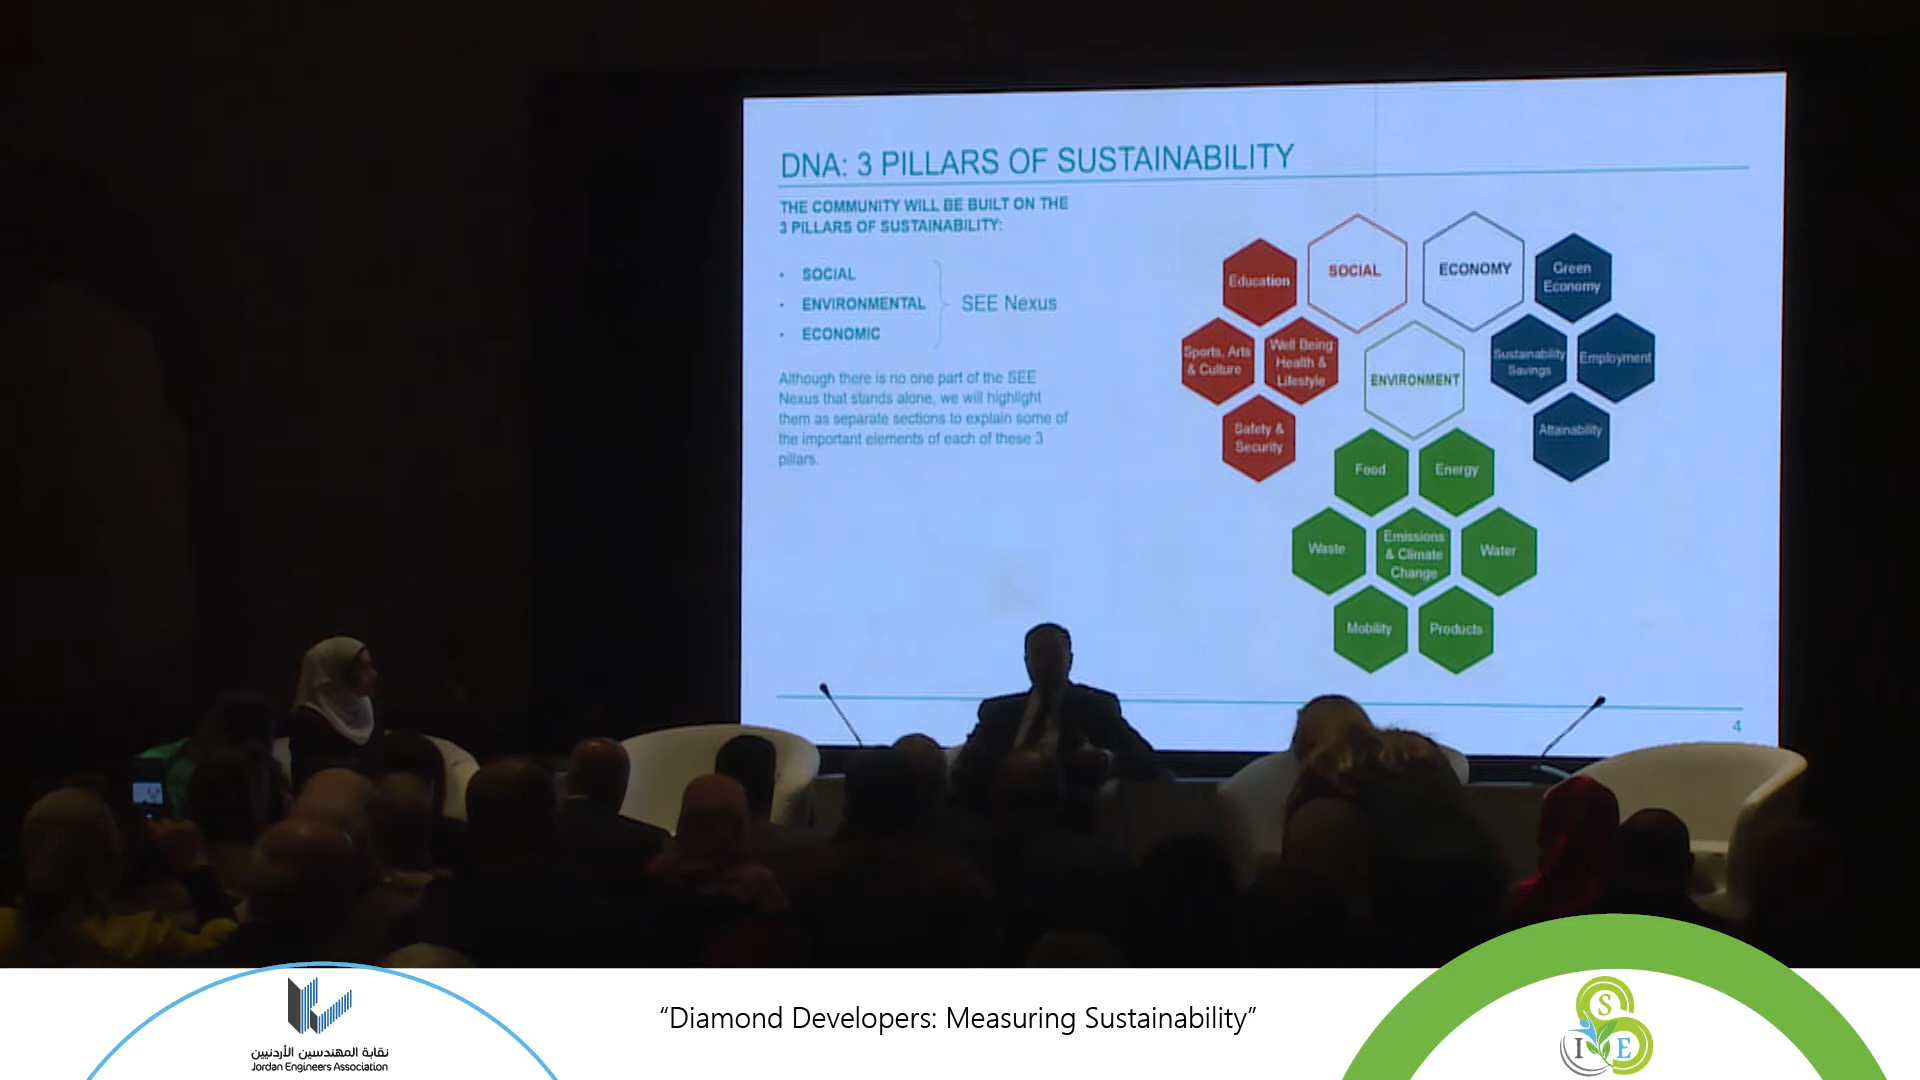 DNA: 3 PILLARS OF SUSTAINABILITY
THE COMMUNITY WILL BE BUILT ON THE
3 PILLARS OF SUSTAINABILITY:
• SOCIAL
• ENVIRONMENTAL
• ECONOMIC
SEE Nexus
Although there is no one part of the SEE
Nexus that stands alone, we will highlight
them as separate sections to explain some of
the important elements of each of these 3
pillars.
SOCIAL
Education
Sports, Arts
& Culture
Well Being
Health &
Lifestyle
Safety &
Security
ECONOMY
Green
Economy
Sustainability
Savings
Employment
Attainability
ENVIRONMENT
Food
Energy
Waste
Emissions
& Climate
Change
Water
Mobility
Products
4
نقابة المهندسين الأردنيين
Jordan Engineers Association
“Diamond Developers: Measuring Sustainability”
S
I
E